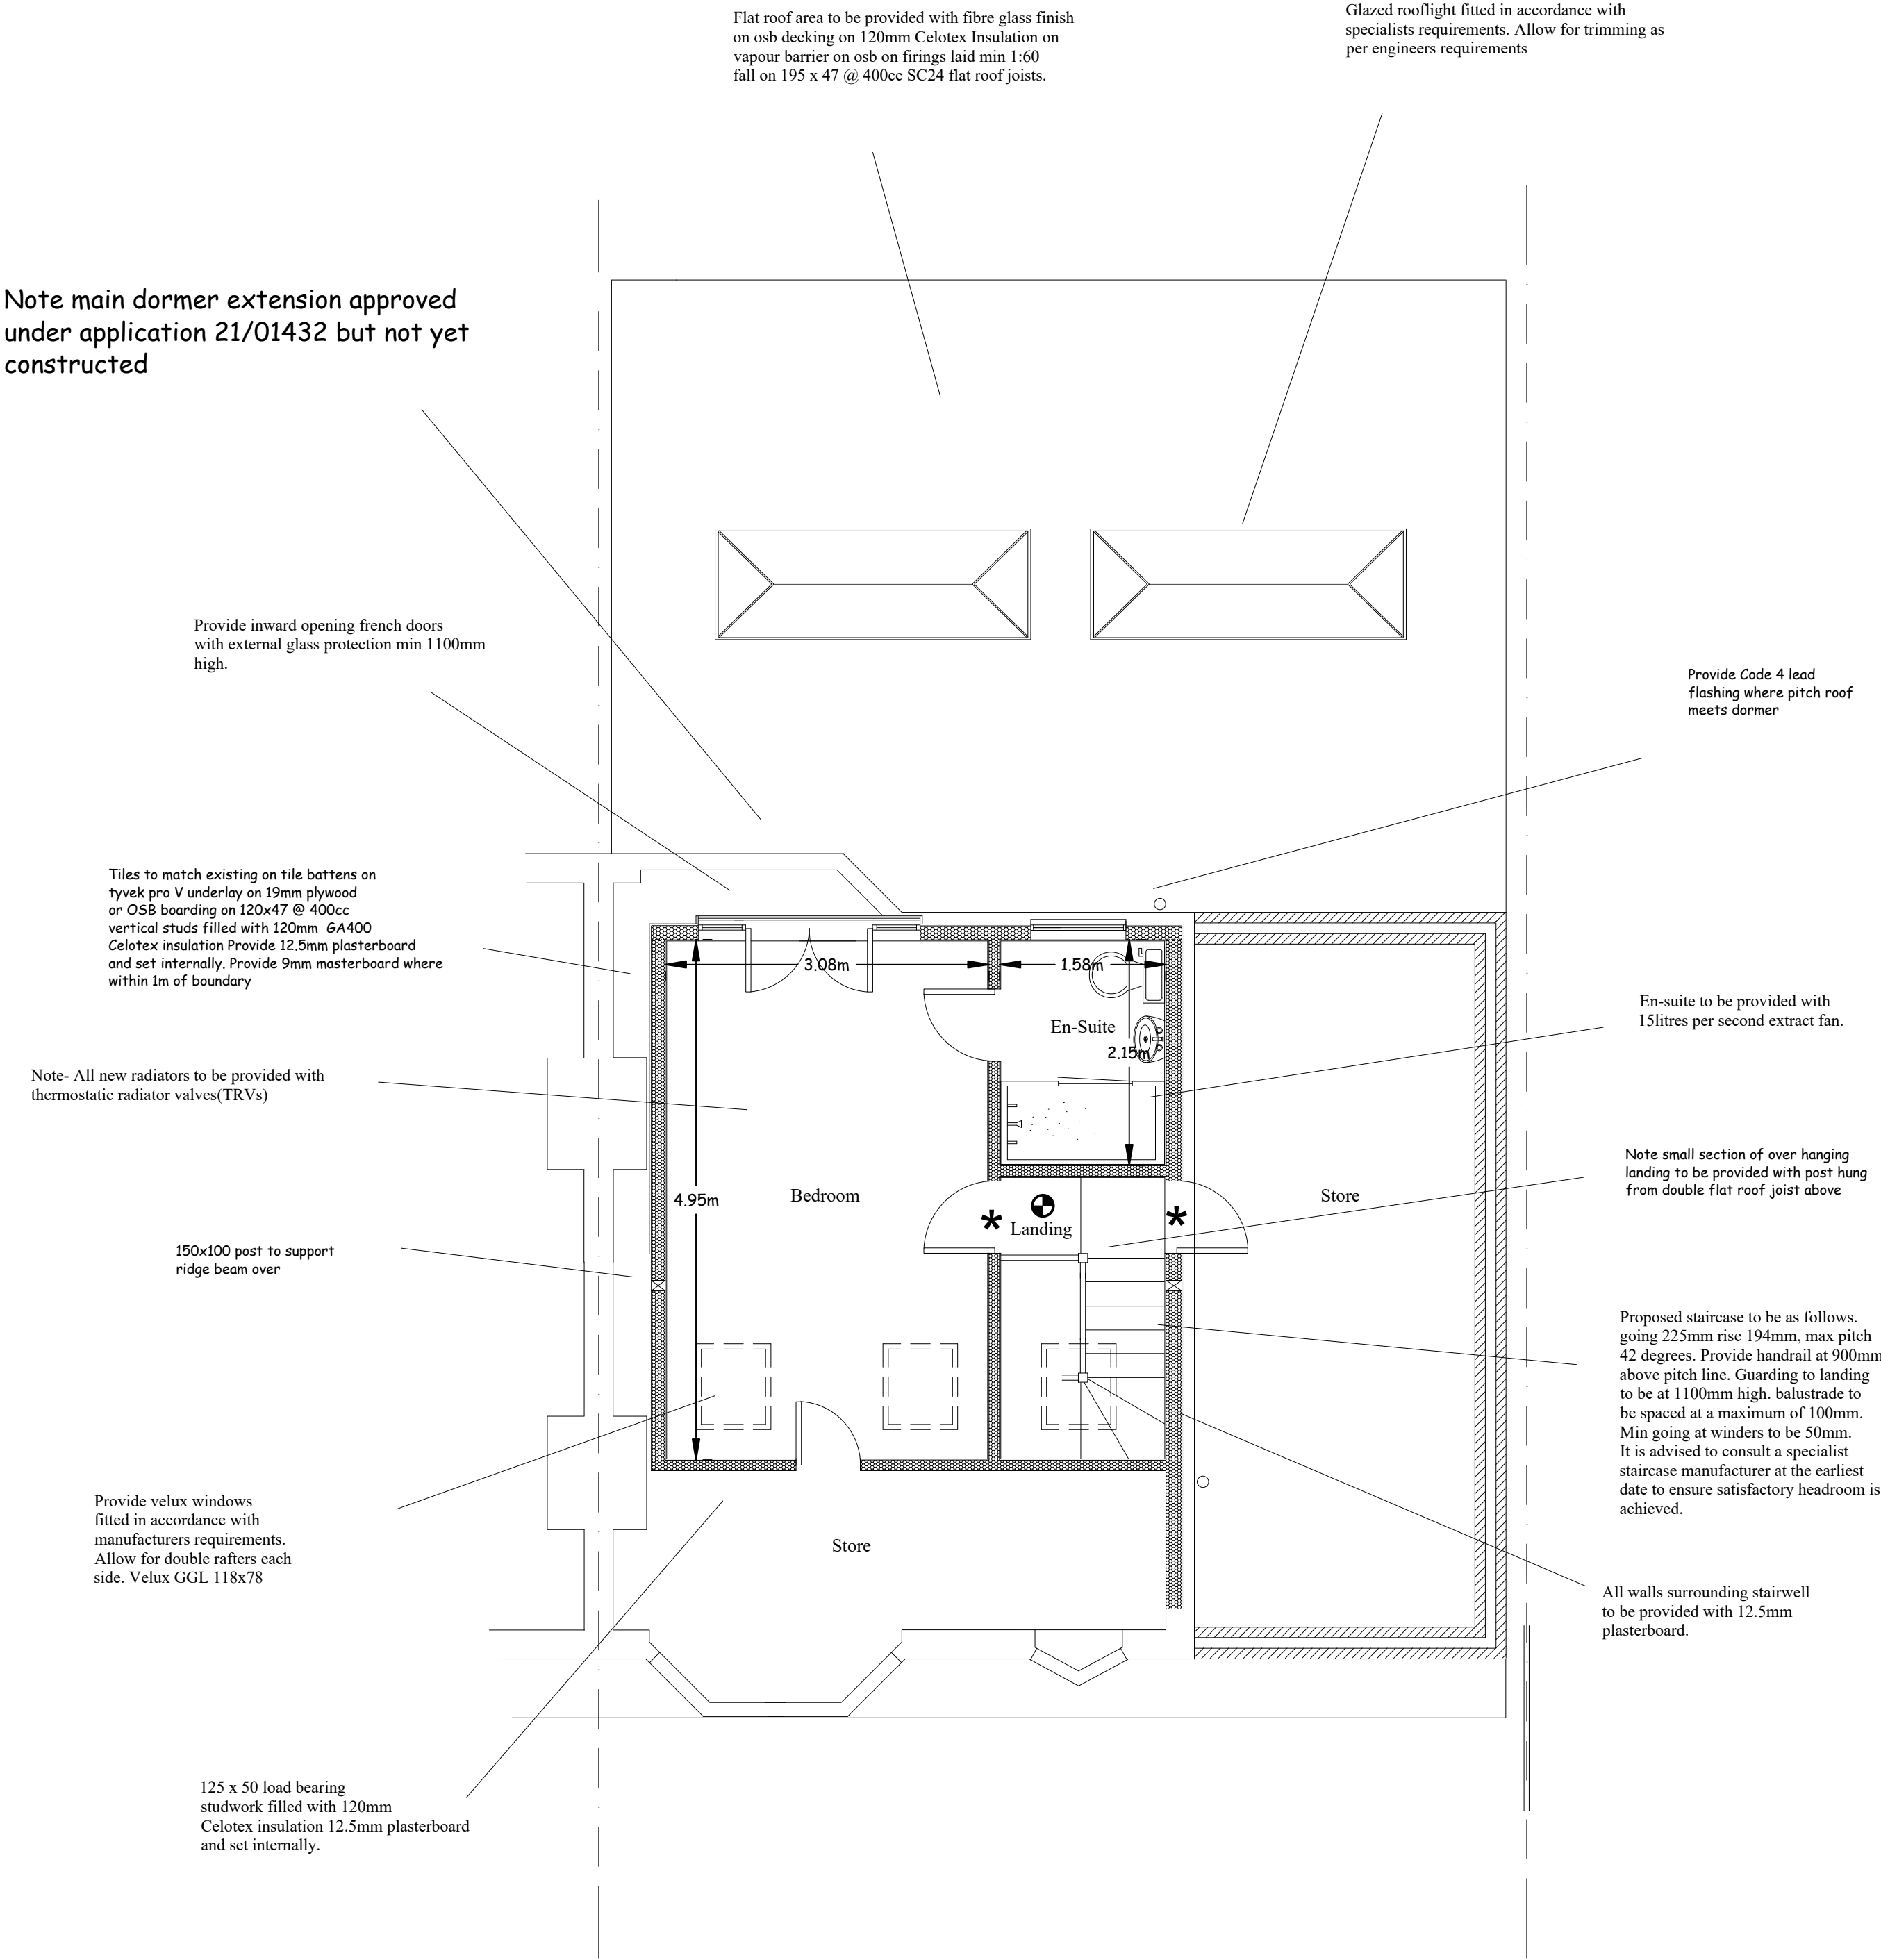 Flat roof area to be provided with fibre glass finish
on osb decking on 120mm Celotex Insulation on
vapour barrier on osb on firings laid min 1:60
fall on 195 x 47 @ 400cc SC24 flat roof joists.
Glazed rooflight fitted in accordance with
specialists requirements. Allow for trimming as
per engineers requirements
Note main dormer extension approved
under application 21/01432 but not yet
constructed
Provide inward opening french doors
with external glass protection min 1100mm
high.
Provide Code 4 lead
flashing where pitch roof
meets dormer
Tiles to match existing on tile battens on
tyvek pro V underlay on 19mm plywood
or OSB boarding on 120x47 @ 400cc
vertical studs filled with 120mm GA400
Celotex insulation Provide 12.5mm plasterboard
and set internally. Provide 9mm masterboard where
within 1m of boundary
3.08m
1.58m
En-suite to be provided with
15litres per second extract fan.
En-Suite
2.15m
Note- All new radiators to be provided with
thermostatic radiator valves(TRVs)
Note small section of over hanging
landing to be provided with post hung
from double flat roof joist above
4.95m
Bedroom
Store
*
Landing
*
150x100 post to support
ridge beam over
Proposed staircase to be as follows.
going 225mm rise 194mm, max pitch
42 degrees. Provide handrail at 900mm
above pitch line. Guarding to landing
to be at 1100mm high. balustrade to
be spaced at a maximum of 100mm.
Min going at winders to be 50mm.
It is advised to consult a specialist
staircase manufacturer at the earliest
date to ensure satisfactory headroom is
achieved.
Provide velux windows
fitted in accordance with
manufacturers requirements.
Allow for double rafters each
side. Velux GGL 118x78
Store
All walls surrounding stairwell
to be provided with 12.5mm
plasterboard.
125 x 50 load bearing
studwork filled with 120mm
Celotex insulation 12.5mm plasterboard
and set internally.